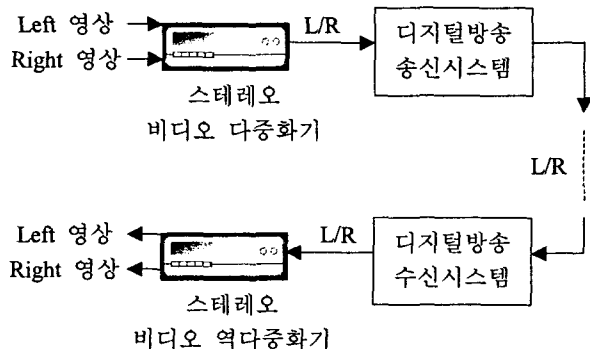 Left 영상
Right 영상
L/R
디지털방송
송신시스템
스테레오
비디오 다중화기
L/R
Left 영상
Right 영상
L/R
디지털방송
수신시스템
스테레오
비디오 역다중화기